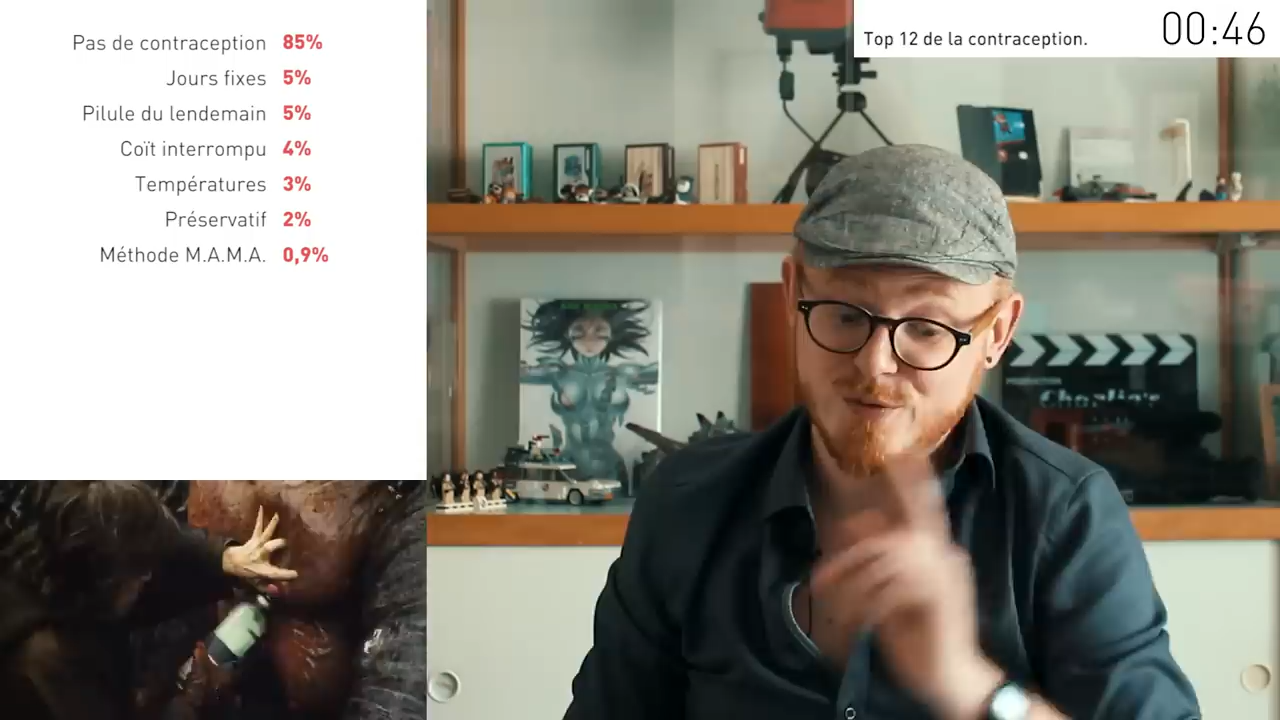 Pas de contraception 85%
Jours fixes 5%
Pilule du lendemain 5%
Coït interrompu 4%
Températures 3%
Préservatif 2%
Méthode M.A.M.A. 0,9%
Top 12 de la contraception.
00:46